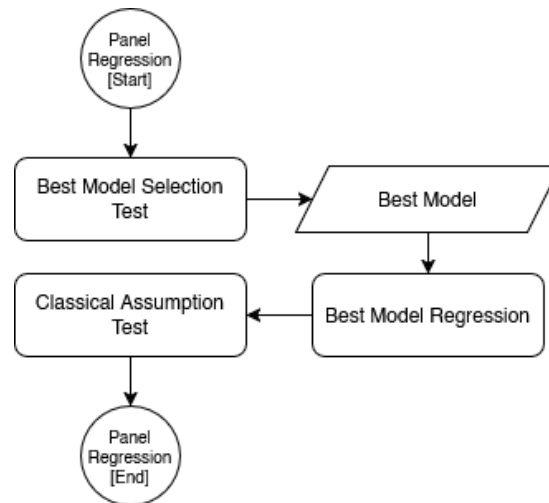 Panel
Regression
[Start]
Best Model Selection
Test
Best Model
Best Model Regression
Classical Assumption
Test
Panel
Regression
[End]